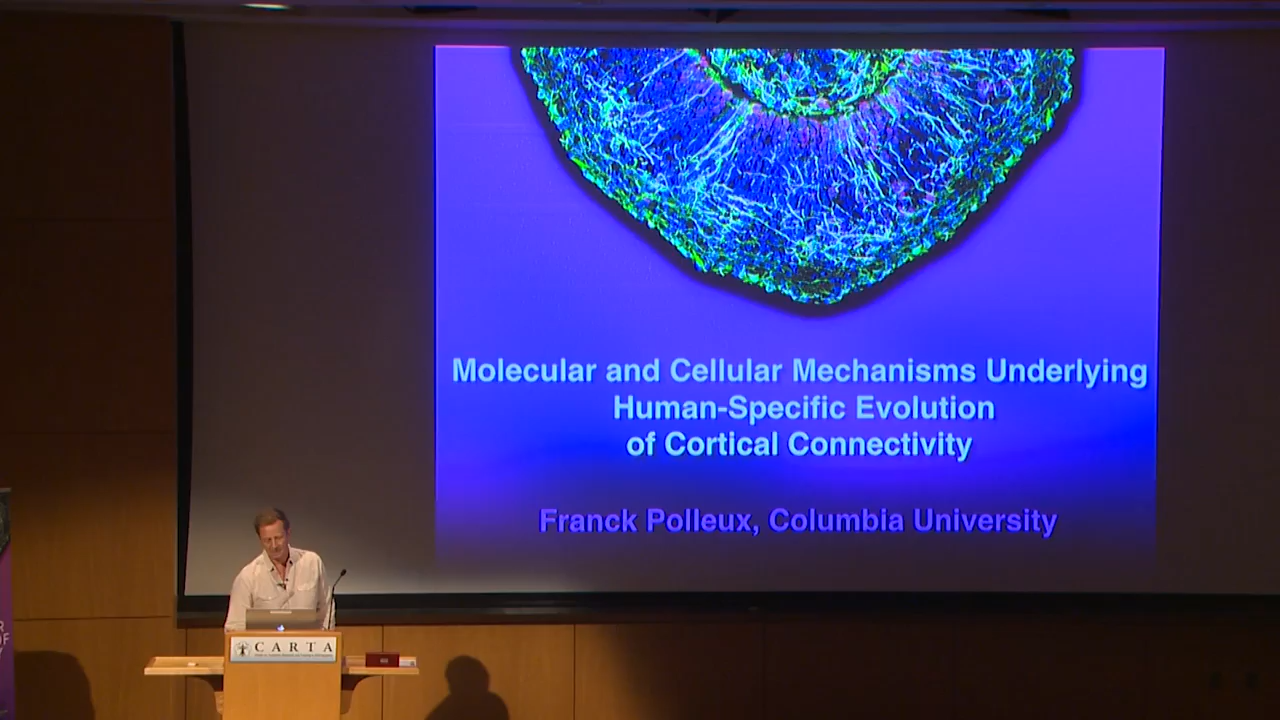 Molecular and Cellular Mechanisms Underlying
Human-Specific Evolution
of Cortical Connectivity
Franck Polleux, Columbia University
CARTA